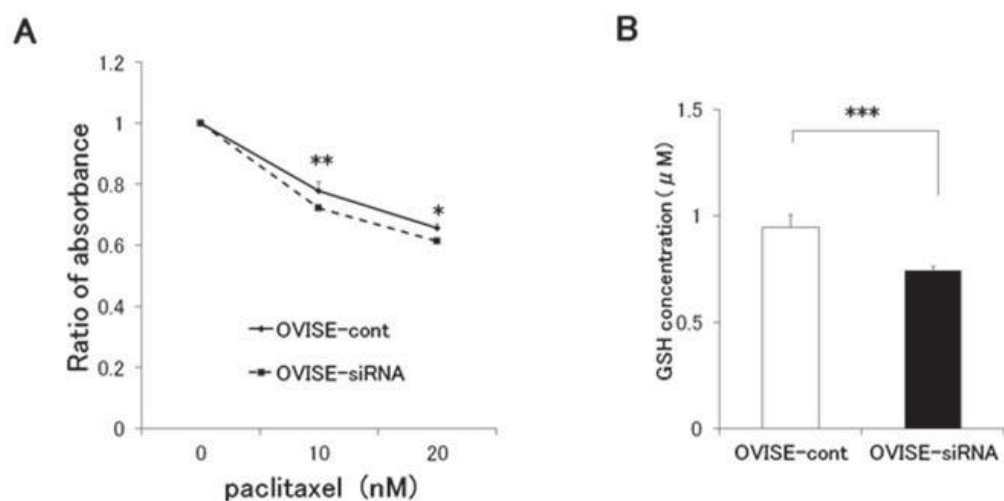 A
Ratio of absorbance
1.2
1
0.8
0.6
0.4
0.2
0
**
*
OVISE-cont
OVISE-siRNA
0 10 20
paclitaxel (nM)
B
GSH concentration ( μ M)
1.5
1
0.5
0
***
OVISE-cont OVISE-siRNA